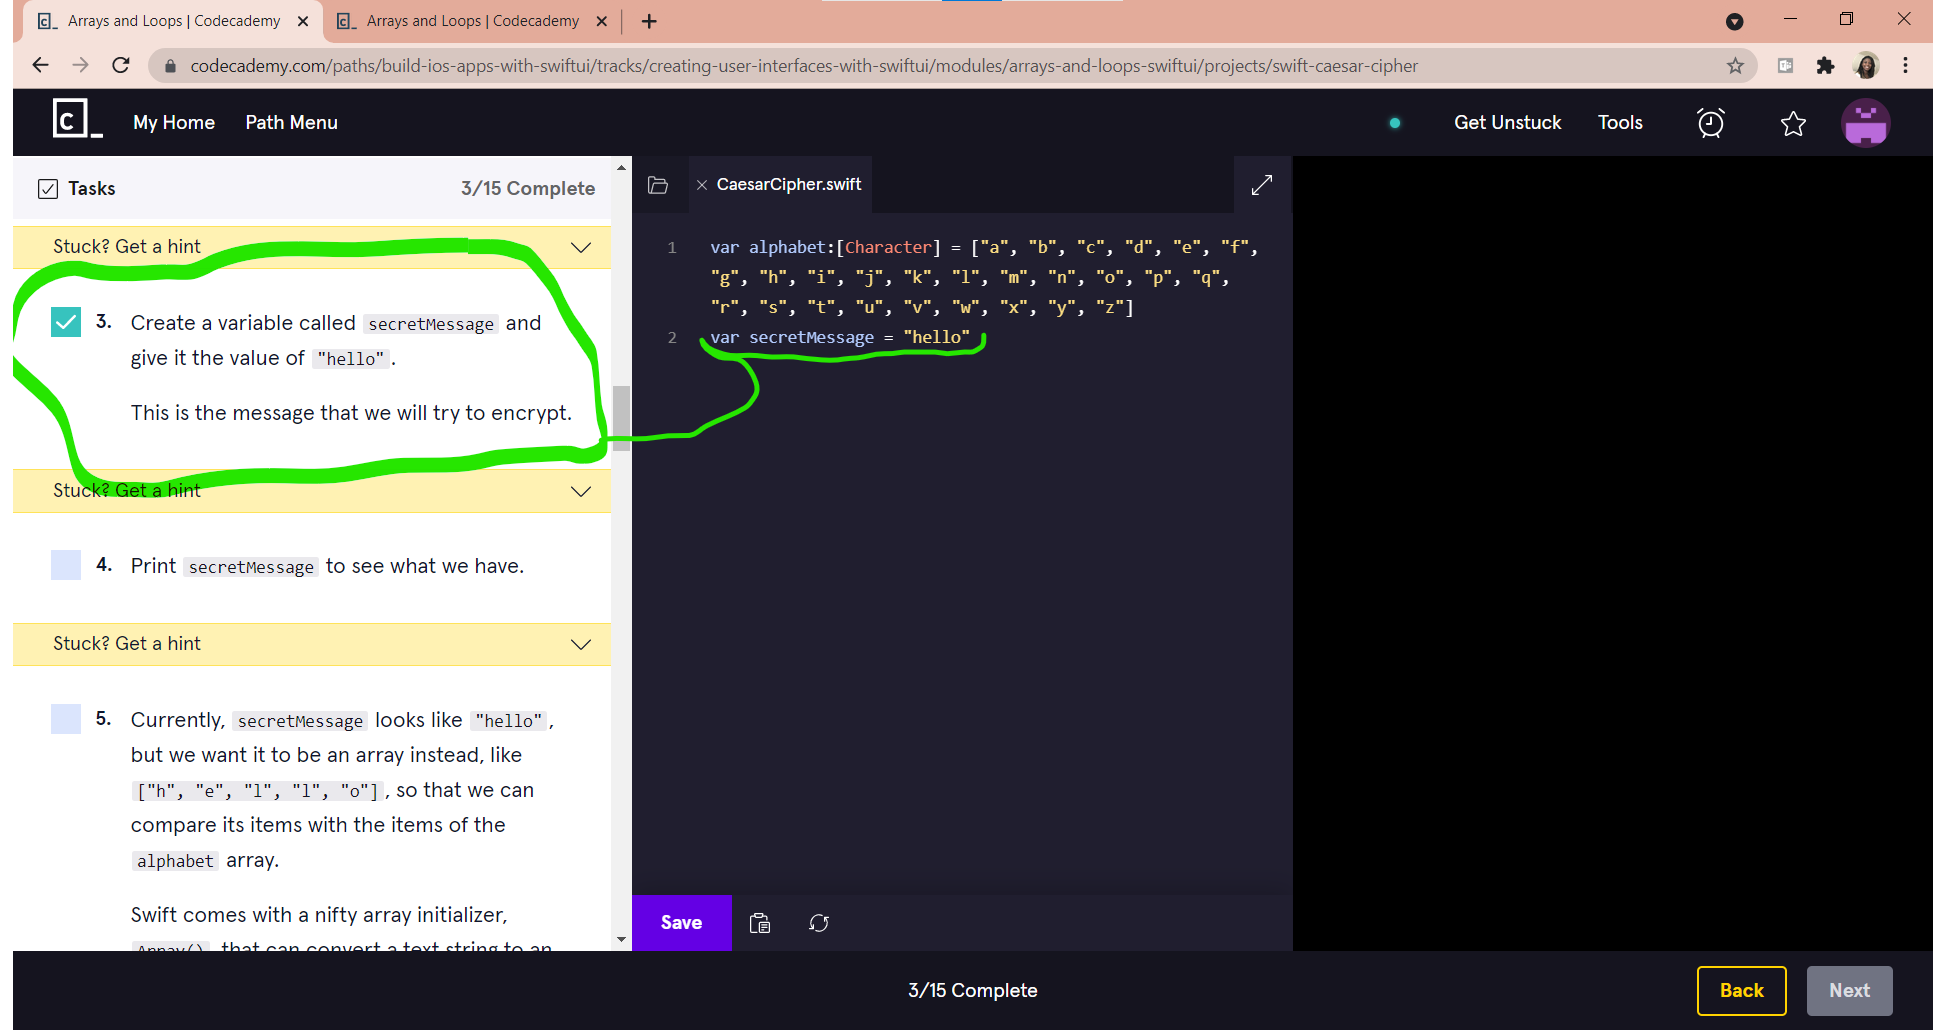 Arrays and Loops | Codecademy
Arrays and Loops | Codecademy
codecademy.com/paths/build-ios-apps-with-swiftui/tracks/creating-user-interfaces-with-swiftui/modules/arrays-and-loops-swiftui/projects/swift-caesar-cipher
My Home Path Menu Get Unstuck Tools
Tasks 3/15 Complete
Stuck? Get a hint
3. Create a variable called secretMessage and
give it the value of "hello".
This is the message that we will try to encrypt.
Stuck? Get a hint
4. Print secretMessage to see what we have.
Stuck? Get a hint
5. Currently, secretMessage looks like "hello",
but we want it to be an array instead, like
["h", "e", "l", "l", "o"], so that we can
compare its items with the items of the
alphabet array.
Swift comes with a nifty array initializer,
Array(), that can convert a text string to an
CaesarCipher.swift
1 var alphabet:[Character] = ["a", "b", "c", "d", "e", "f",
"g", "h", "i", "j", "k", "l", "m", "n", "o", "p", "q",
"r", "s", "t", "u", "v", "w", "x", "y", "z"]
2 var secretMessage = "hello"
Save
3/15 Complete
Back Next